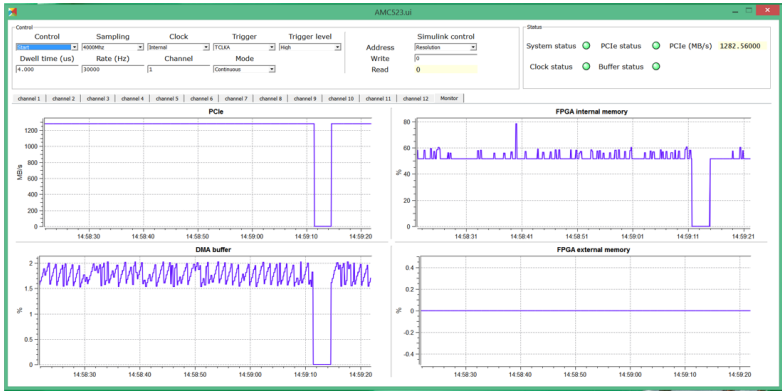 AMC523.ui
Control
Status
Control Sampling Clock Trigger Trigger level
Simulink control
Start 4000Mhz Internal TCLKA High
Address Resolution
System status PCIe status PCIe (MB/s) 1282.56000
Dwell time (us) Rate (Hz) Channel Mode
Write 0
4.000 30000 1 Continuous
Read 0
Clock status Buffer status
channel 1 channel 2 channel 3 channel 4 channel 5 channel 6 channel 7 channel 8 channel 9 channel 10 channel 11 channel 12 Monitor
PCIe
MB/s
1200
1000
800
600
400
200
0
14:58:30 14:58:40 14:58:50 14:59:00 14:59:10 14:59:20
FPGA internal memory
%
80
60
40
20
0
14:58:31 14:58:41 14:58:51 14:59:01 14:59:11 14:59:21
DMA buffer
%
2
1.5
1
0.5
0
14:58:30 14:58:40 14:58:50 14:59:00 14:59:10 14:59:20
FPGA external memory
%
0.4
0.2
0
-0.2
-0.4
14:58:30 14:58:40 14:58:50 14:59:00 14:59:10 14:59:20